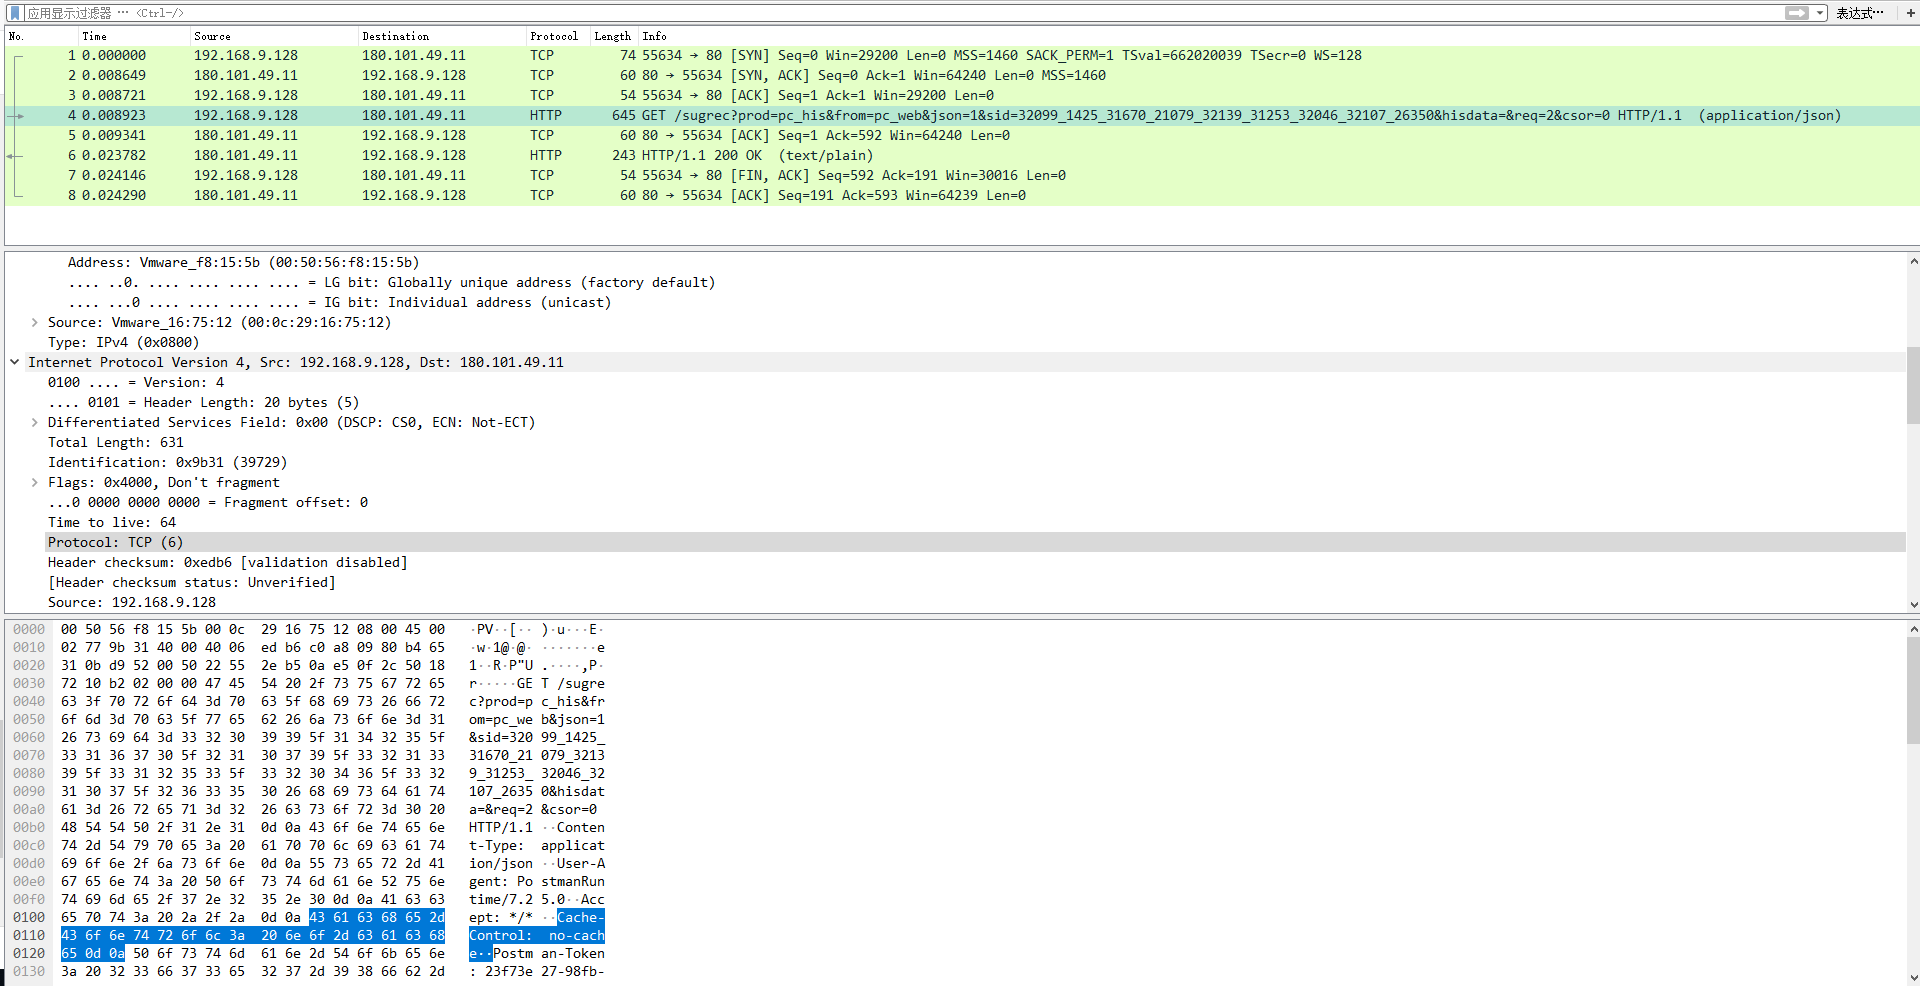 应用显示过滤器 ⋯ <Ctrl-/>
表达式⋯ +
No. Time Source Destination Protocol Length Info
1 0.000000 192.168.9.128 180.101.49.11 TCP 74 55634 → 80 [SYN] Seq=0 Win=29200 Len=0 MSS=1460 SACK_PERM=1 TSval=662020039 TSecr=0 WS=128
2 0.008649 180.101.49.11 192.168.9.128 TCP 60 80 → 55634 [SYN, ACK] Seq=0 Ack=1 Win=64240 Len=0 MSS=1460
3 0.008721 192.168.9.128 180.101.49.11 TCP 54 55634 → 80 [ACK] Seq=1 Ack=1 Win=29200 Len=0
4 0.008923 192.168.9.128 180.101.49.11 HTTP 645 GET /sugrec?prod=pc_his&from=pc_web&json=1&sid=32099_1425_31670_21079_32139_31253_32046_32107_26350&hisdata=&req=2&csor=0 HTTP/1.1  (application/json)
5 0.009341 180.101.49.11 192.168.9.128 TCP 60 80 → 55634 [ACK] Seq=1 Ack=592 Win=64240 Len=0
6 0.023782 180.101.49.11 192.168.9.128 HTTP 243 HTTP/1.1 200 OK  (text/plain)
7 0.024146 192.168.9.128 180.101.49.11 TCP 54 55634 → 80 [FIN, ACK] Seq=592 Ack=191 Win=30016 Len=0
8 0.024290 180.101.49.11 192.168.9.128 TCP 60 80 → 55634 [ACK] Seq=191 Ack=593 Win=64239 Len=0
Address: Vmware_f8:15:5b (00:50:56:f8:15:5b)
.... ..0. .... .... .... .... = LG bit: Globally unique address (factory default)
.... ...0 .... .... .... .... = IG bit: Individual address (unicast)
Source: Vmware_16:75:12 (00:0c:29:16:75:12)
Type: IPv4 (0x0800)
Internet Protocol Version 4, Src: 192.168.9.128, Dst: 180.101.49.11
0100 .... = Version: 4
.... 0101 = Header Length: 20 bytes (5)
Differentiated Services Field: 0x00 (DSCP: CS0, ECN: Not-ECT)
Total Length: 631
Identification: 0x9b31 (39729)
Flags: 0x4000, Don't fragment
...0 0000 0000 0000 = Fragment offset: 0
Time to live: 64
Protocol: TCP (6)
Header checksum: 0xedb6 [validation disabled]
[Header checksum status: Unverified]
Source: 192.168.9.128
0000 00 50 56 f8 15 5b 00 0c 29 16 75 12 08 00 45 00 ·PV··[·· )·u···E·
0010 02 77 9b 31 40 00 40 06 ed b6 c0 a8 09 80 b4 65 ·w·1@·@· ·······e
0020 31 0b d9 52 00 50 22 55 2e b5 0a e5 0f 2c 50 18 1··R·P"U .····,P·
0030 72 10 b2 02 00 00 47 45 54 20 2f 73 75 67 72 65 r·····GE T /sugre
0040 63 3f 70 72 6f 64 3d 70 63 5f 68 69 73 26 66 72 c?prod=p c_his&fr
0050 6f 6d 3d 70 63 5f 77 65 62 26 6a 73 6f 6e 3d 31 om=pc_we b&json=1
0060 26 73 69 64 3d 33 32 30 39 39 5f 31 34 32 35 5f &sid=320 99_1425_
0070 33 31 36 37 30 5f 32 31 30 37 39 5f 33 32 31 33 31670_21 079_3213
0080 39 5f 33 31 32 35 33 5f 33 32 30 34 36 5f 33 32 9_31253_ 32046_32
0090 31 30 37 5f 32 36 33 35 30 26 68 69 73 64 61 74 107_2635 0&hisdat
00a0 61 3d 26 72 65 71 3d 32 26 63 73 6f 72 3d 30 20 a=&req=2 &csor=0
00b0 48 54 54 50 2f 31 2e 31 0d 0a 43 6f 6e 74 65 6e HTTP/1.1 ··Conten
00c0 74 2d 54 79 70 65 3a 20 61 70 70 6c 69 63 61 74 t-Type:  applicat
00d0 69 6f 6e 2f 6a 73 6f 6e 0d 0a 55 73 65 72 2d 41 ion/json ··User-A
00e0 67 65 6e 74 3a 20 50 6f 73 74 6d 61 6e 52 75 6e gent: Po stmanRun
00f0 74 69 6d 65 2f 37 2e 32 35 2e 30 0d 0a 41 63 63 time/7.2 5.0··Acc
0100 65 70 74 3a 20 2a 2f 2a 0d 0a 43 61 63 68 65 2d ept: */* ··Cache-
0110 43 6f 6e 74 72 6f 6c 3a 20 6e 6f 2d 63 61 63 68 Control:  no-cach
0120 65 0d 0a 50 6f 73 74 6d 61 6e 2d 54 6f 6b 65 6e e··Postm an-Token
0130 3a 20 32 33 66 37 33 65 32 37 2d 39 38 66 62 2d : 23f73e 27-98fb-